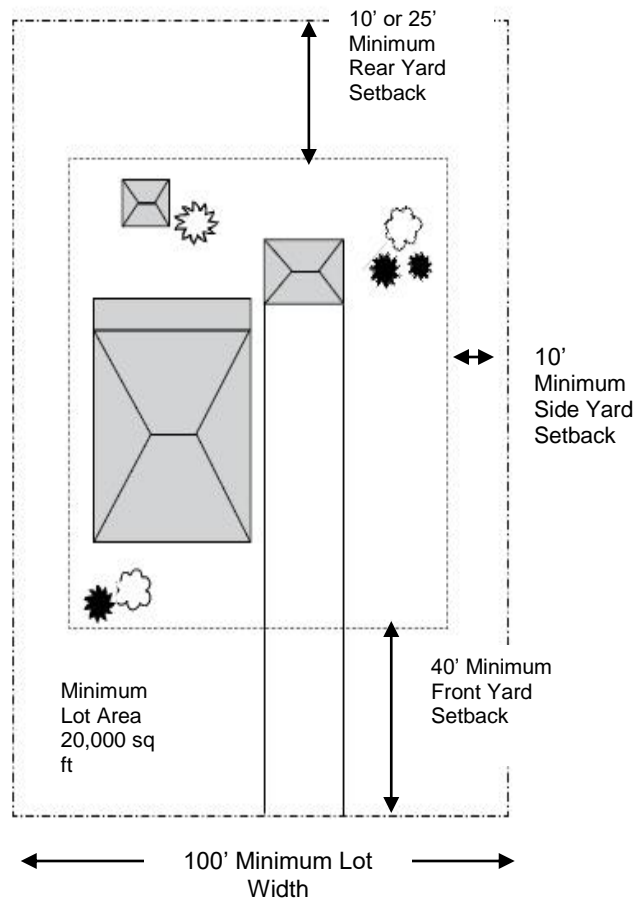 10’ or 25’
Minimum
Rear Yard
Setback
10’
Minimum
Side Yard
Setback
40’ Minimum
Front Yard
Setback
Minimum
Lot Area
20,000 sq
ft
100’ Minimum Lot
Width